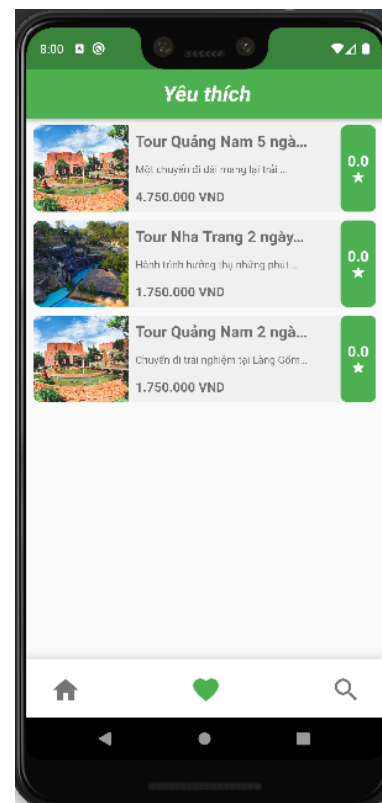 8:00
Yêu thích
Tour Quảng Nam 5 ngà...
Một chuyến đi dài mang lại trải ...
4.750.000 VND
0.0
Tour Nha Trang 2 ngày...
Hành trình hưởng thụ những phút ...
1.750.000 VND
0.0
Tour Quảng Nam 2 ngà...
Chuyến đi trải nghiệm tại Làng Gốm...
1.750.000 VND
0.0